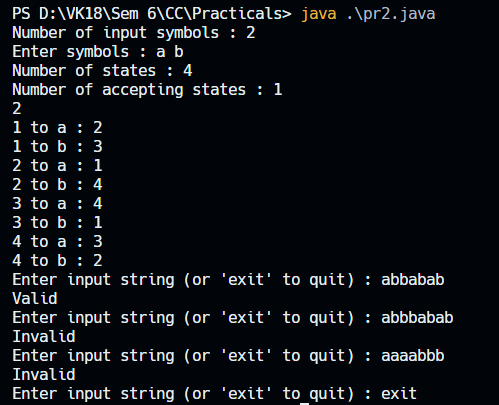 PS D:\VK18\Sem 6\CC\Practicals> java .\pr2.java
Number of input symbols : 2
Enter symbols : a b
Number of states : 4
Number of accepting states : 1
2
1 to a : 2
1 to b : 3
2 to a : 1
2 to b : 4
3 to a : 4
3 to b : 1
4 to a : 3
4 to b : 2
Enter input string (or 'exit' to quit) : abbabab
Valid
Enter input string (or 'exit' to quit) : abbbabab
Invalid
Enter input string (or 'exit' to quit) : aaaabbb
Invalid
Enter input string (or 'exit' to quit) : exit